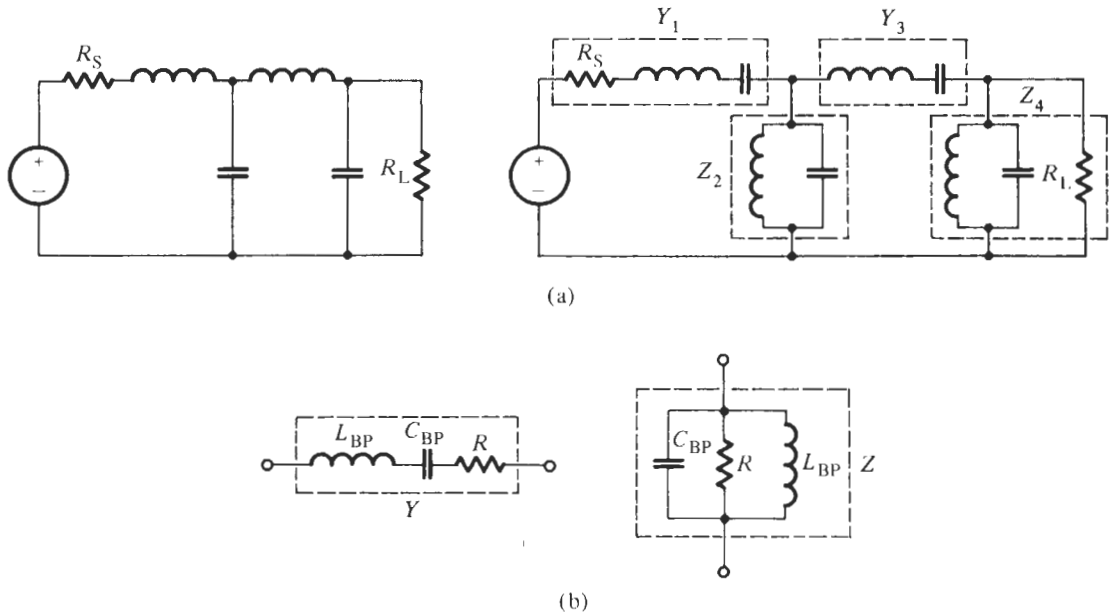 R_S
R_L
+
−
Y_1
R_S
Y_3
Z_4
Z_2
R_L
+
−
(a)
L_BP
C_BP
R
Y
C_BP
R
L_BP
Z
(b)